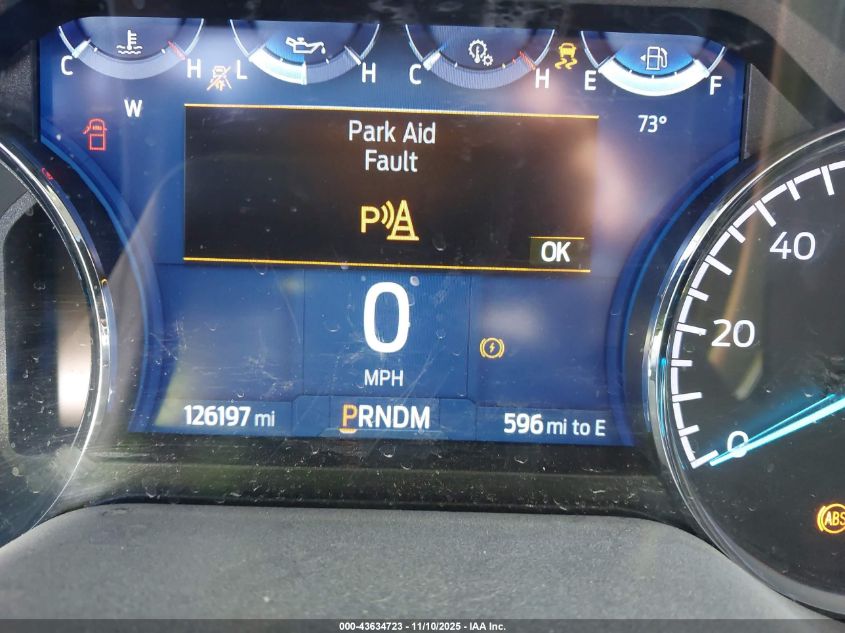 C H L H C H E F
W
73°
Park Aid
Fault
P
OK
40
0
MPH
20
126197 mi
PRNDM
596 mi to E
0
ABS
000-43634723 - 11/10/2025 - IAA Inc.